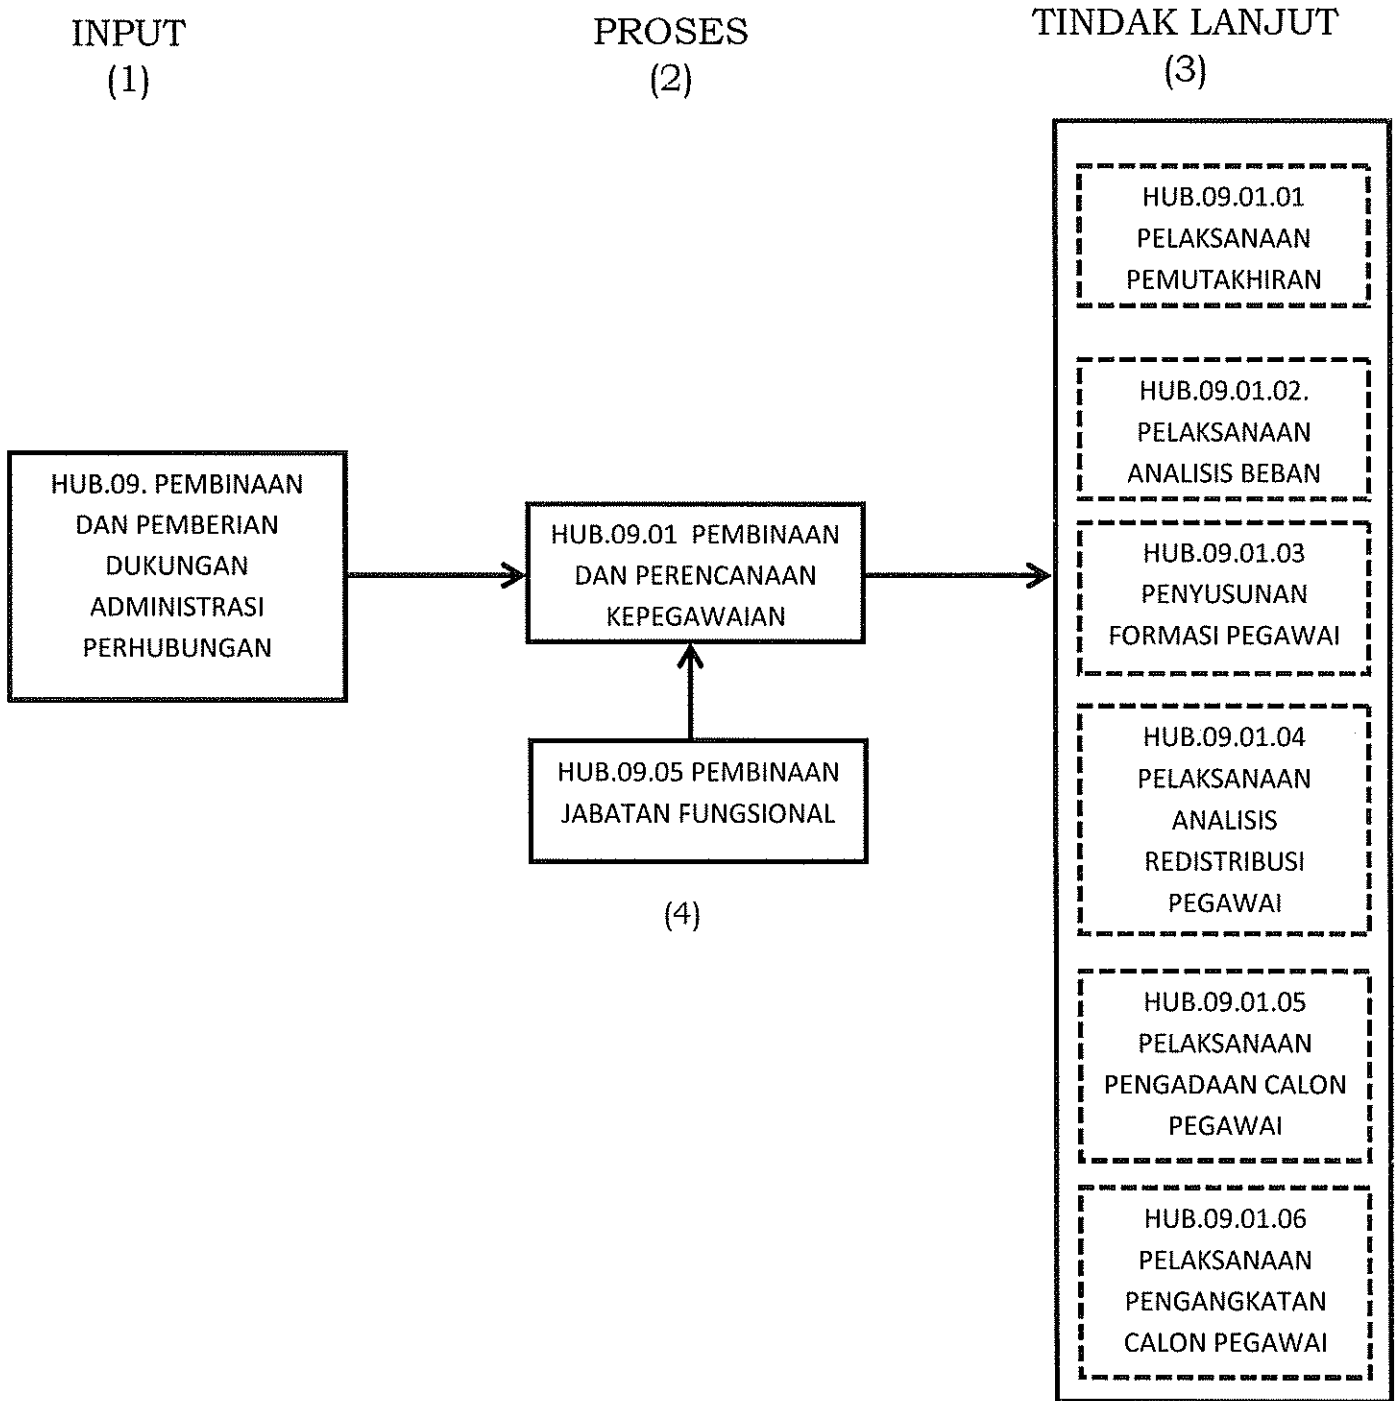 INPUT
(1)
PROSES
(2)
TINDAK LANJUT
(3)
HUB.09. PEMBINAAN
DAN PEMBERIAN
DUKUNGAN
ADMINISTRASI
PERHUBUNGAN
HUB.09.01 PEMBINAAN
DAN PERENCANAAN
KEPEGAWAIAN
HUB.09.05 PEMBINAAN
JABATAN FUNGSIONAL
(4)
HUB.09.01.01
PELAKSANAAN
PEMUTAKHIRAN
HUB.09.01.02.
PELAKSANAAN
ANALISIS BEBAN
HUB.09.01.03
PENYUSUNAN
FORMASI PEGAWAI
HUB.09.01.04
PELAKSANAAN
ANALISIS
REDISTRIBUSI
PEGAWAI
HUB.09.01.05
PELAKSANAAN
PENGADAAN CALON
PEGAWAI
HUB.09.01.06
PELAKSANAAN
PENGANGKATAN
CALON PEGAWAI